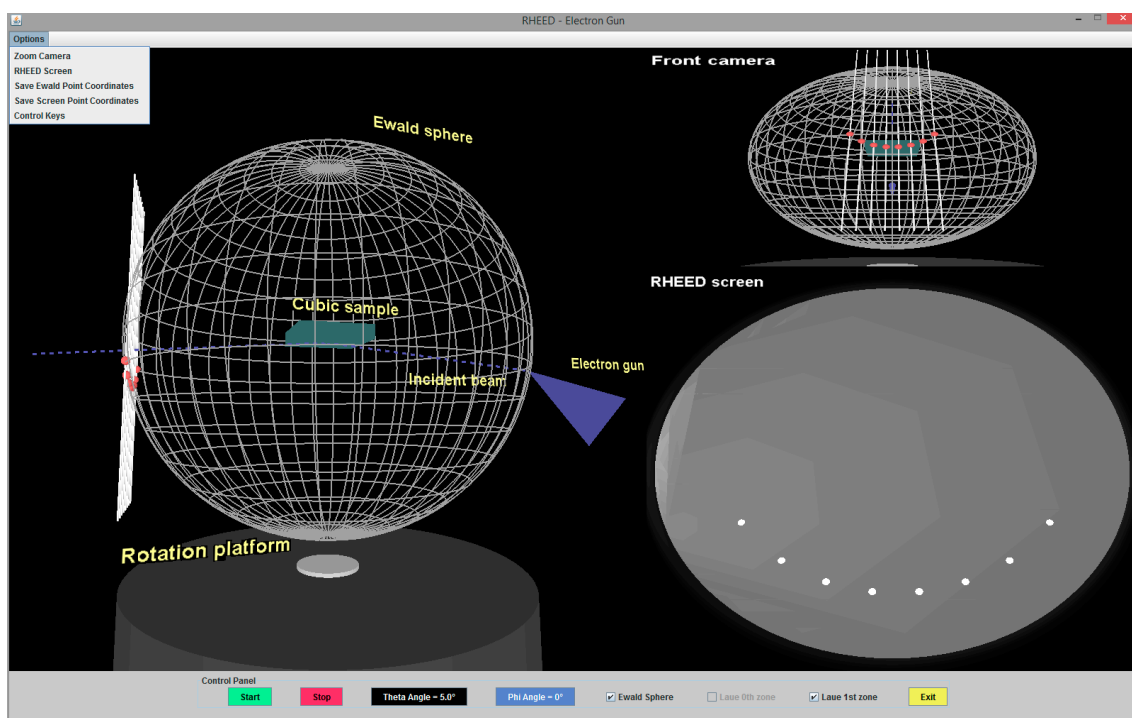 RHEED - Electron Gun
Options
Zoom Camera
RHEED Screen
Save Ewald Point Coordinates
Save Screen Point Coordinates
Control Keys
Front camera
Ewald sphere
RHEED screen
Cubic sample
Electron gun
Incident beam
Rotation platform
Control Panel
Start
Stop
Theta Angle = 5.0°
Phi Angle = 0°
Ewald Sphere
Laue 0th zone
Laue 1st zone
Exit